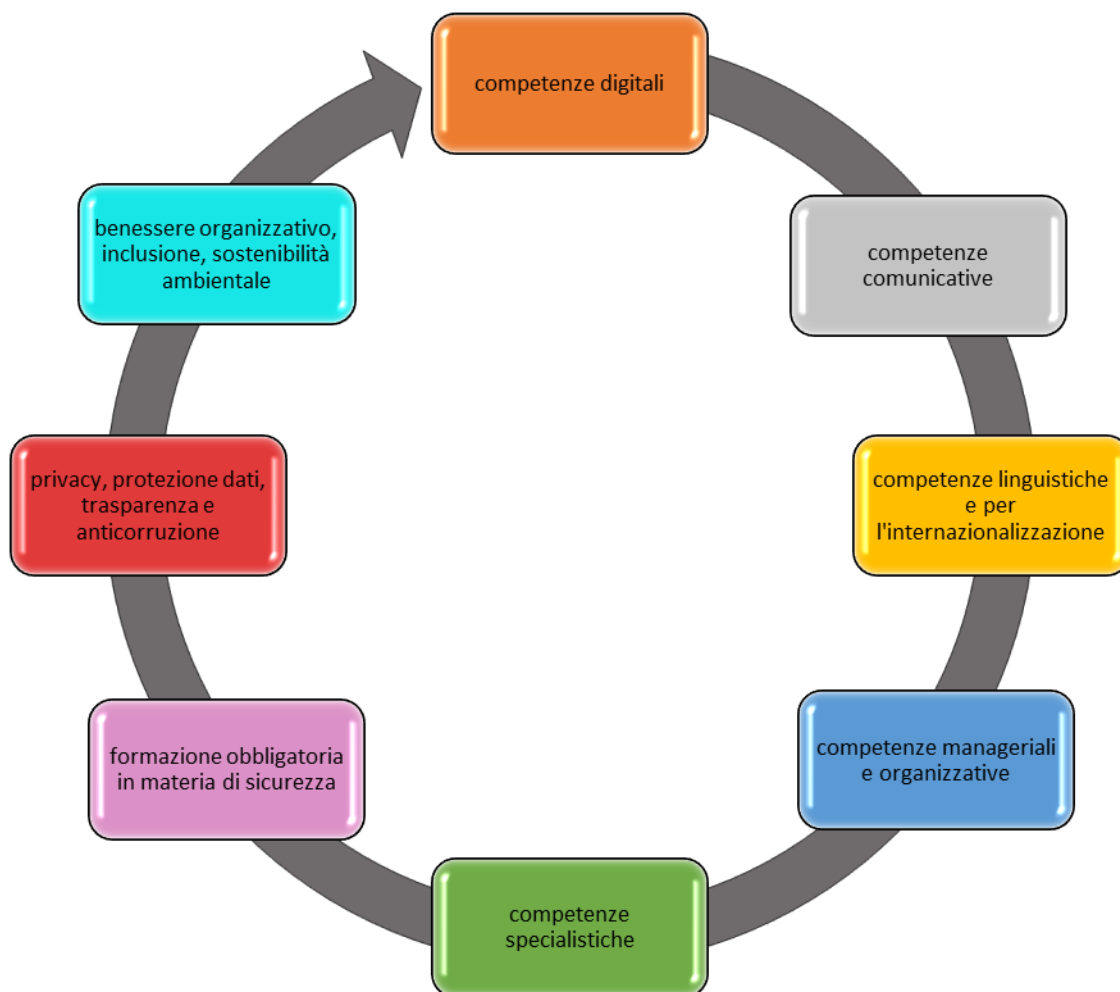 competenze digitali
competenze
comunicative
competenze linguistiche
e per
l'internazionalizzazione
competenze manageriali
e organizzative
competenze
specialistiche
formazione obbligatoria
in materia di sicurezza
privacy, protezione dati,
trasparenza e
anticorruzione
benessere organizzativo,
inclusione, sostenibilità
ambientale